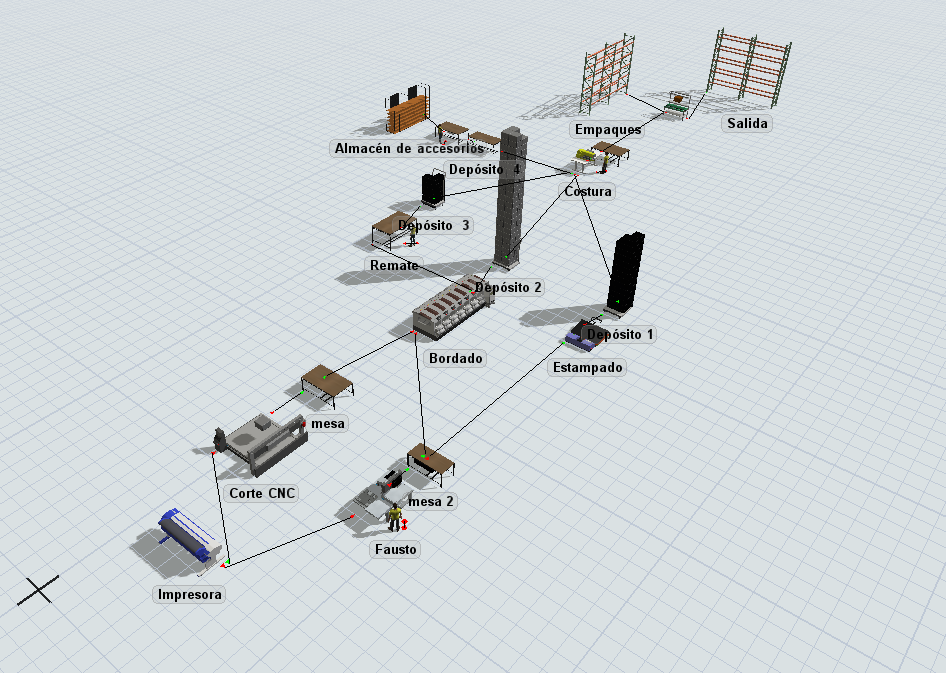 Salida
Empaques
Almacén de accesorios
Depósito 4
Costura
Depósito 3
Remate
Depósito 2
Depósito 1
Bordado
Estampado
mesa
Corte CNC
mesa 2
Fausto
Impresora